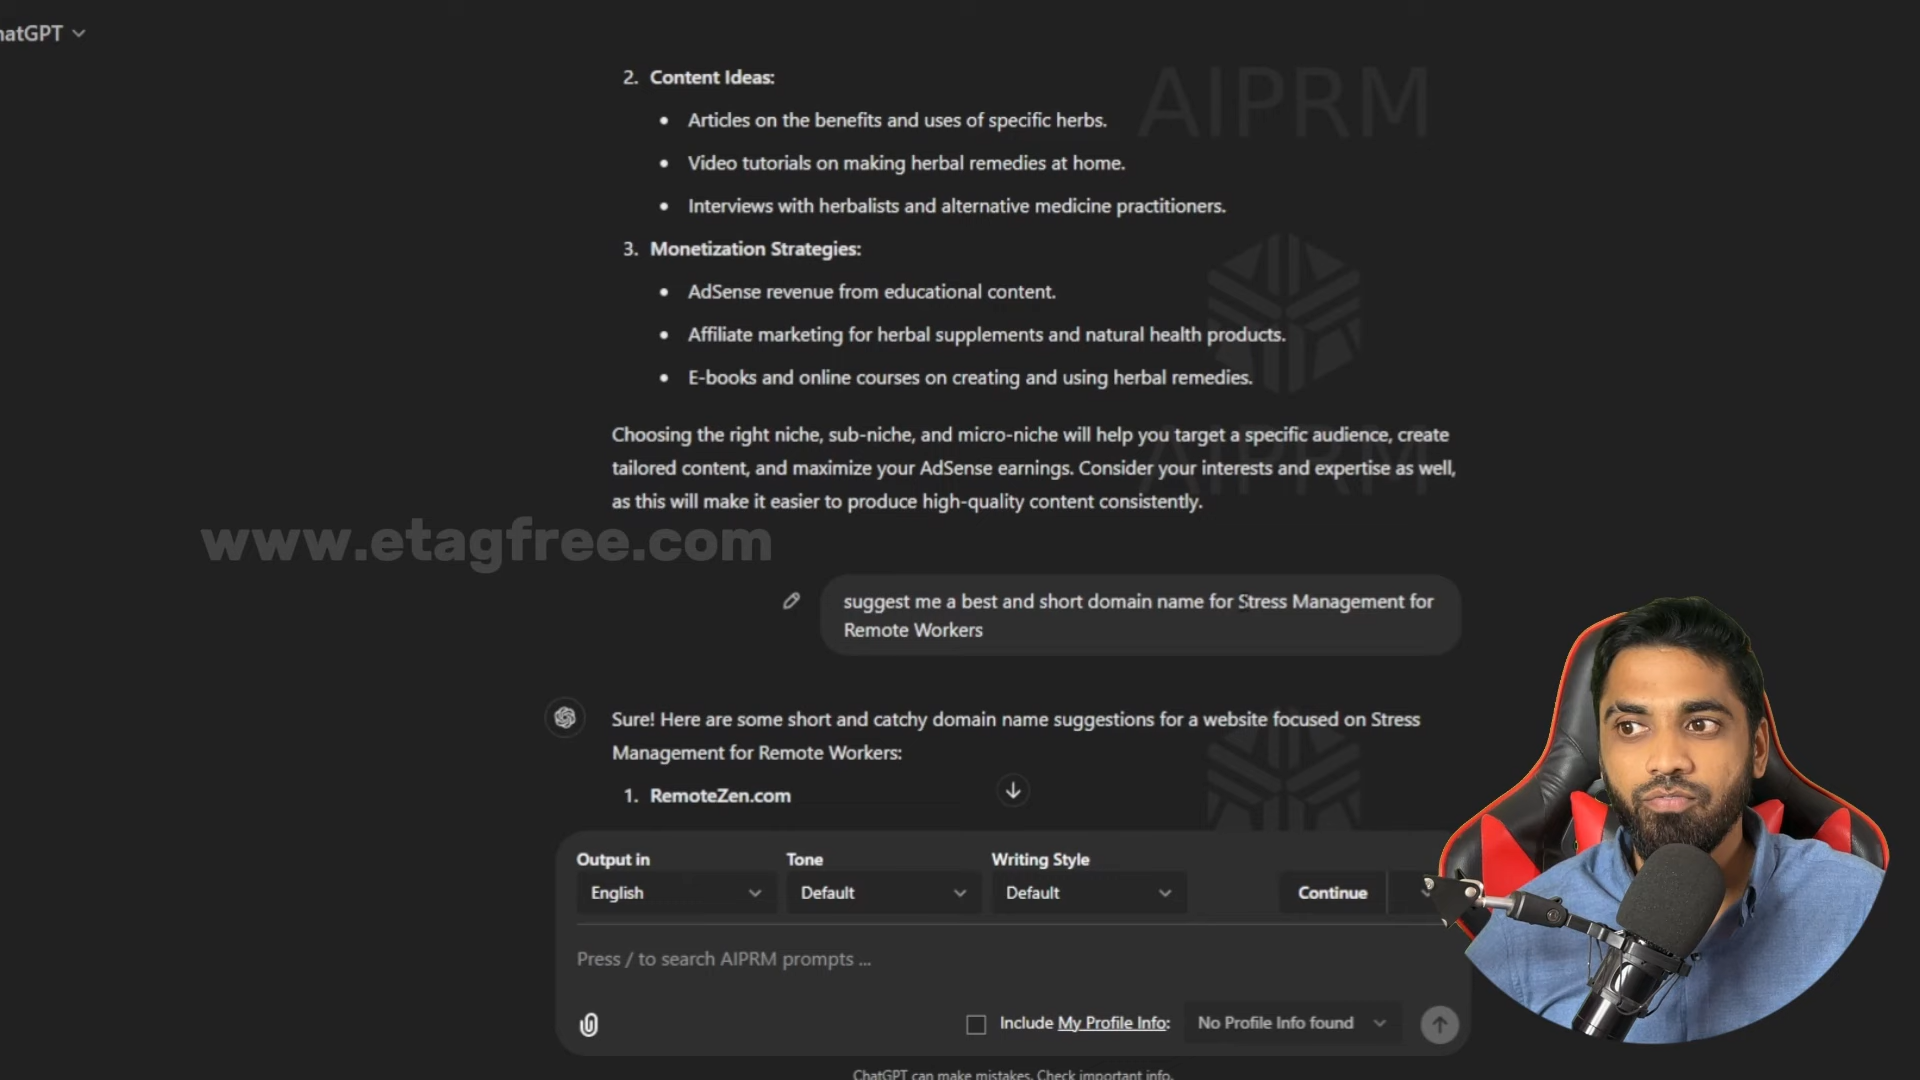 hatGPT
2. Content Ideas:
• Articles on the benefits and uses of specific herbs.
• Video tutorials on making herbal remedies at home.
• Interviews with herbalists and alternative medicine practitioners.
3. Monetization Strategies:
• AdSense revenue from educational content.
• Affiliate marketing for herbal supplements and natural health products.
• E-books and online courses on creating and using herbal remedies.
Choosing the right niche, sub-niche, and micro-niche will help you target a specific audience, create
tailored content, and maximize your AdSense earnings. Consider your interests and expertise as well,
as this will make it easier to produce high-quality content consistently.
AIPRM
AIPRM
www.etagfree.com
suggest me a best and short domain name for Stress Management for
Remote Workers
Sure! Here are some short and catchy domain name suggestions for a website focused on Stress
Management for Remote Workers:
1. RemoteZen.com
Output in Tone Writing Style
English Default Default Continue
Press / to search AIPRM prompts ...
Include My Profile Info: No Profile Info found
ChatGPT can make mistakes. Check important info.